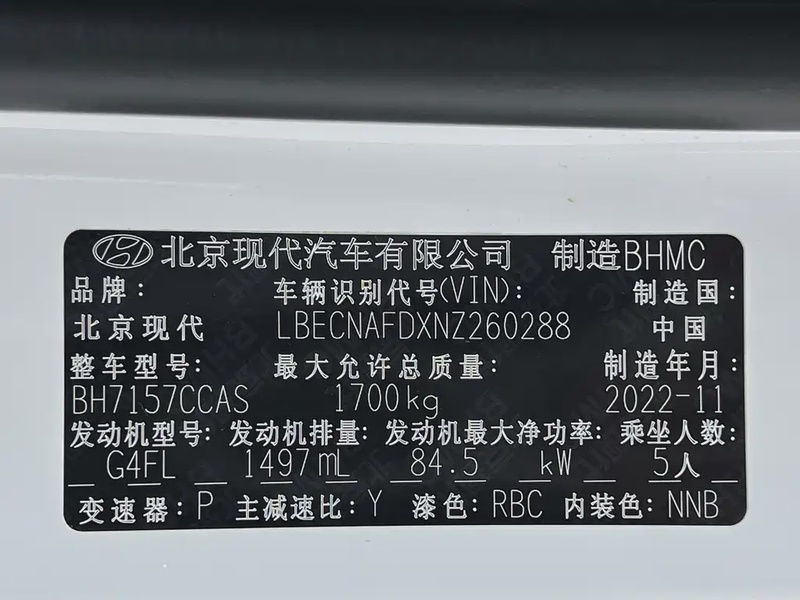 北京现代汽车有限公司 制造BHMC
品牌: 车辆识别代号(VIN): 制造国:
北京现代 LBECNAFDXNZ260288 中国
整车型号: 最大允许总质量: 制造年月:
BH7157CCAS 1700kg 2022-11
发动机型号: 发动机排量: 发动机最大净功率: 乘坐人数:
G4FL 1497mL 84.5 kW 5人
变速器: P 主减速比: Y 漆色: RBC 内装色: NNB